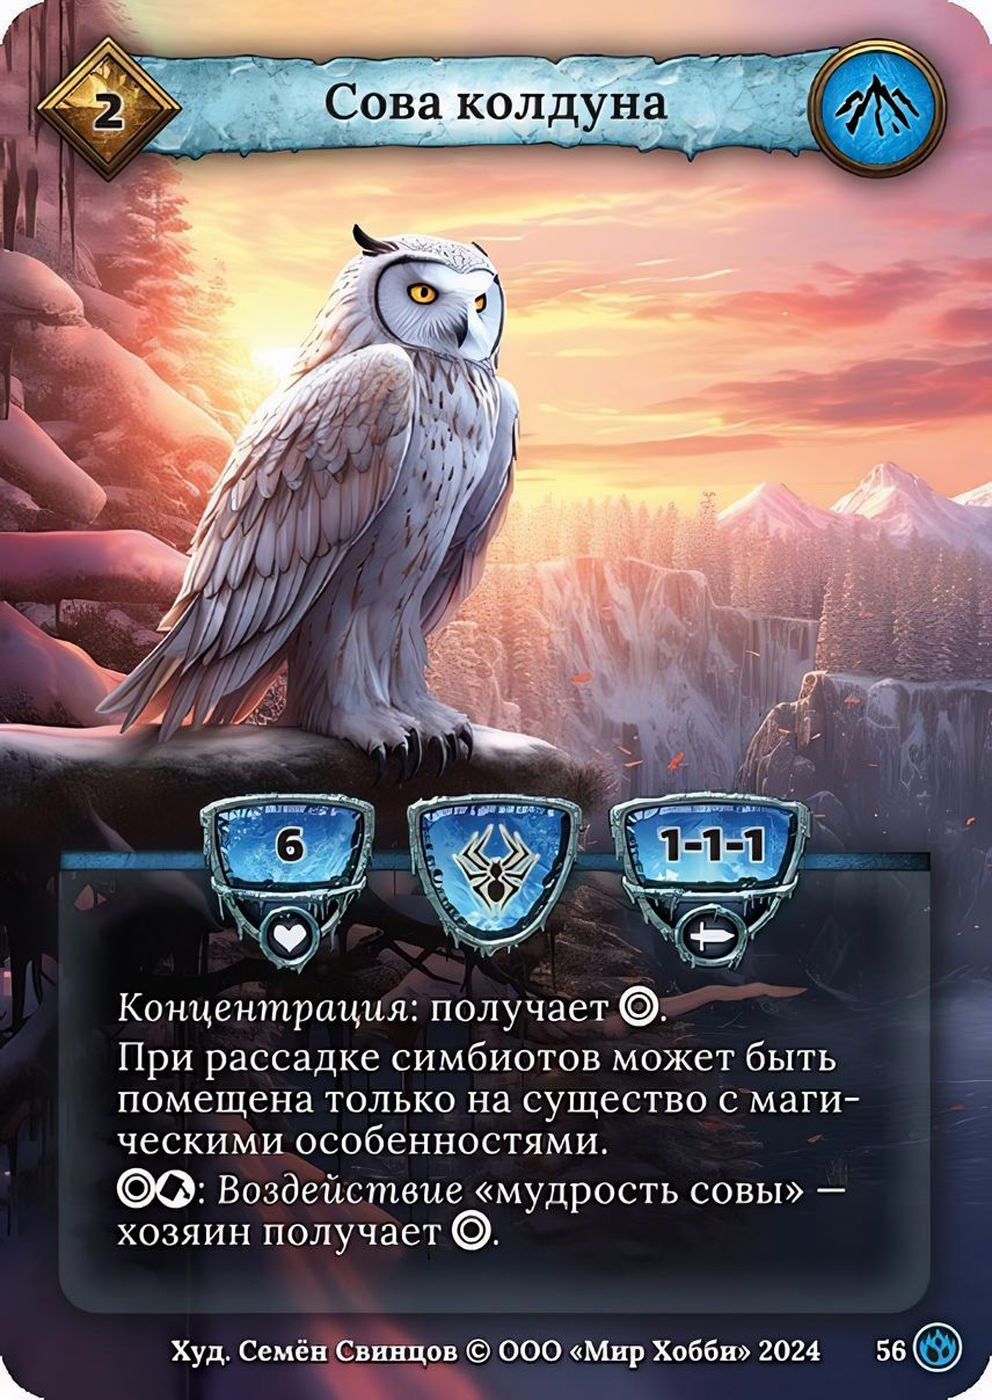 2
Сова колдуна
6
1-1-1
Концентрация: получает .
При рассадке симбиотов может быть
помещена только на существо с маги-
ческими особенностями.
: Воздействие «мудрость совы» —
хозяин получает .
Худ. Семён Свинцов © ООО «Мир Хобби» 2024
56